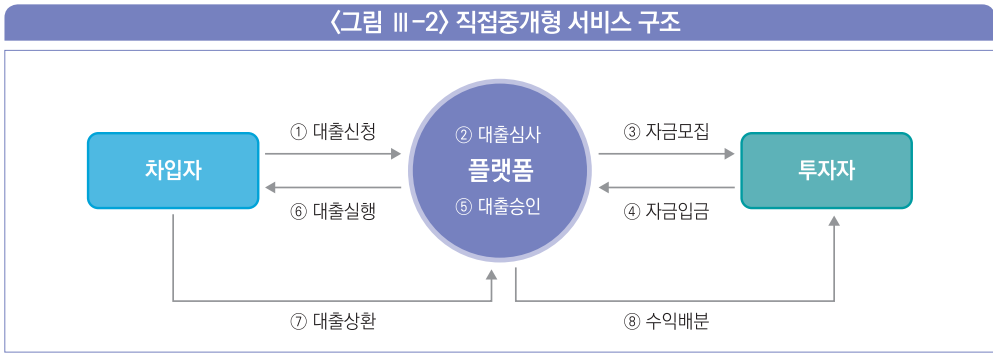 〈그림 Ⅲ-2〉 직접중개형 서비스 구조
① 대출신청
② 대출심사
③ 자금모집
차입자
플랫폼
투자자
⑥ 대출실행
⑤ 대출승인
④ 자금입금
⑦ 대출상환
⑧ 수익배분